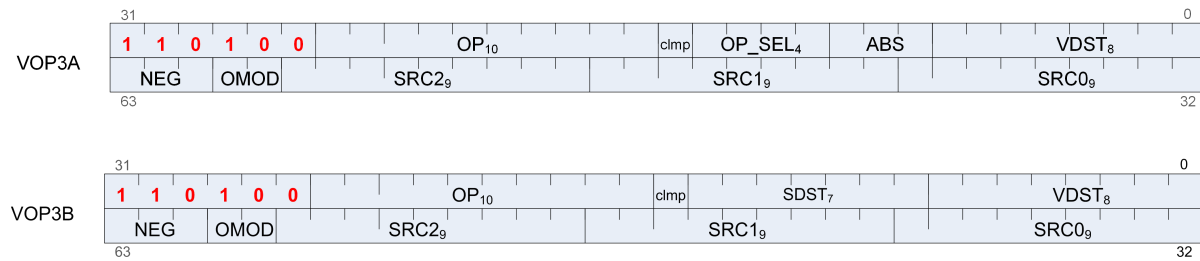 31 0
VOP3A
1 1 0 1 0 0 OP10 clmp OP_SEL4 ABS VDST8
NEG OMOD SRC29 SRC19 SRC09
63 32
31 0
VOP3B
1 1 0 1 0 0 OP10 clmp SDST7 VDST8
NEG OMOD SRC29 SRC19 SRC09
63 32